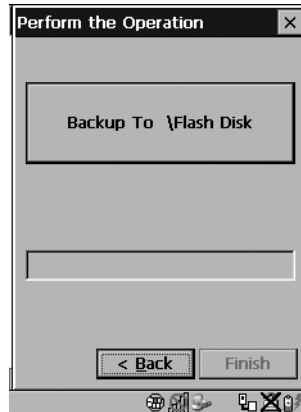 Perform the Operation
Backup To \Flash Disk
< Back
Finish